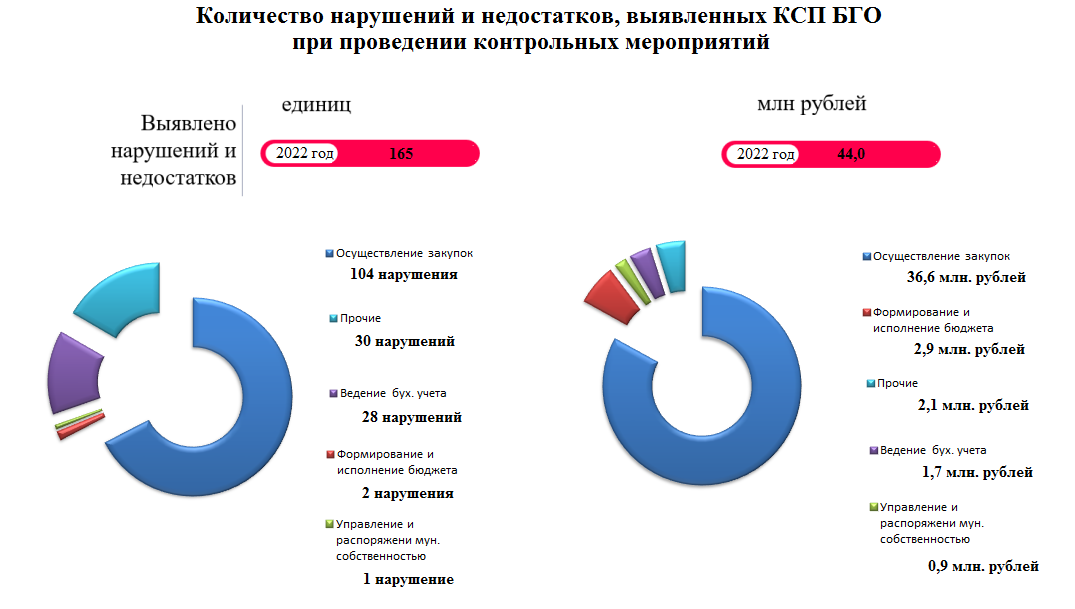 Количество нарушений и недостатков, выявленных КСП БГО
при проведении контрольных мероприятий
единиц
млн рублей
Выявлено
нарушений и
недостатков
2022 год
165
2022 год
44,0
Осуществление закупок
104 нарушения
Прочие
30 нарушений
Ведение бух. учета
28 нарушений
Формирование и
исполнение бюджета
2 нарушения
Управление и
распоряжени мун.
собственностью
1 нарушение
Осуществление закупок
36,6 млн. рублей
Формирование и
исполнение бюджета
2,9 млн. рублей
Прочие
2,1 млн. рублей
Ведение бух. учета
1,7 млн. рублей
Управление и
распоряжени мун.
собственностью
0,9 млн. рублей